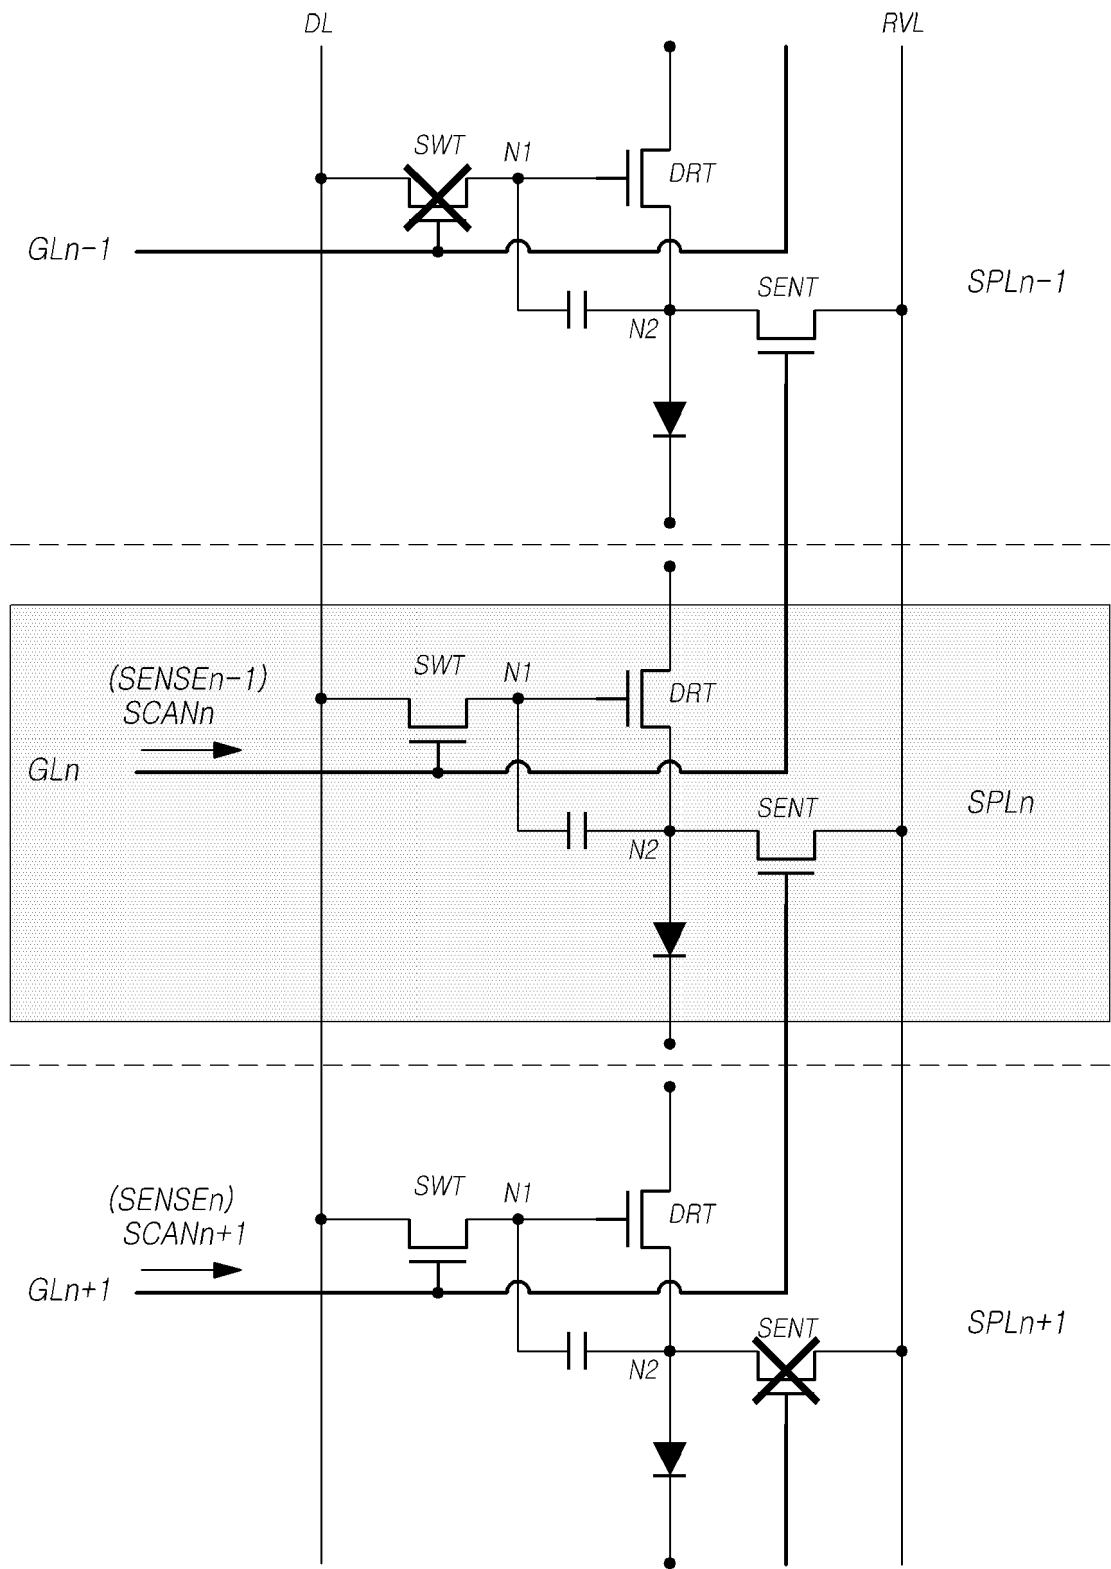 DL
RVL
SWT
N1
DRT
GLn-1
SPLn-1
SENT
N2
(SENSEn-1)
SCANn
SWT
N1
DRT
GLn
SPLn
SENT
N2
(SENSEn)
SCANn+1
SWT
N1
DRT
GLn+1
SPLn+1
SENT
N2